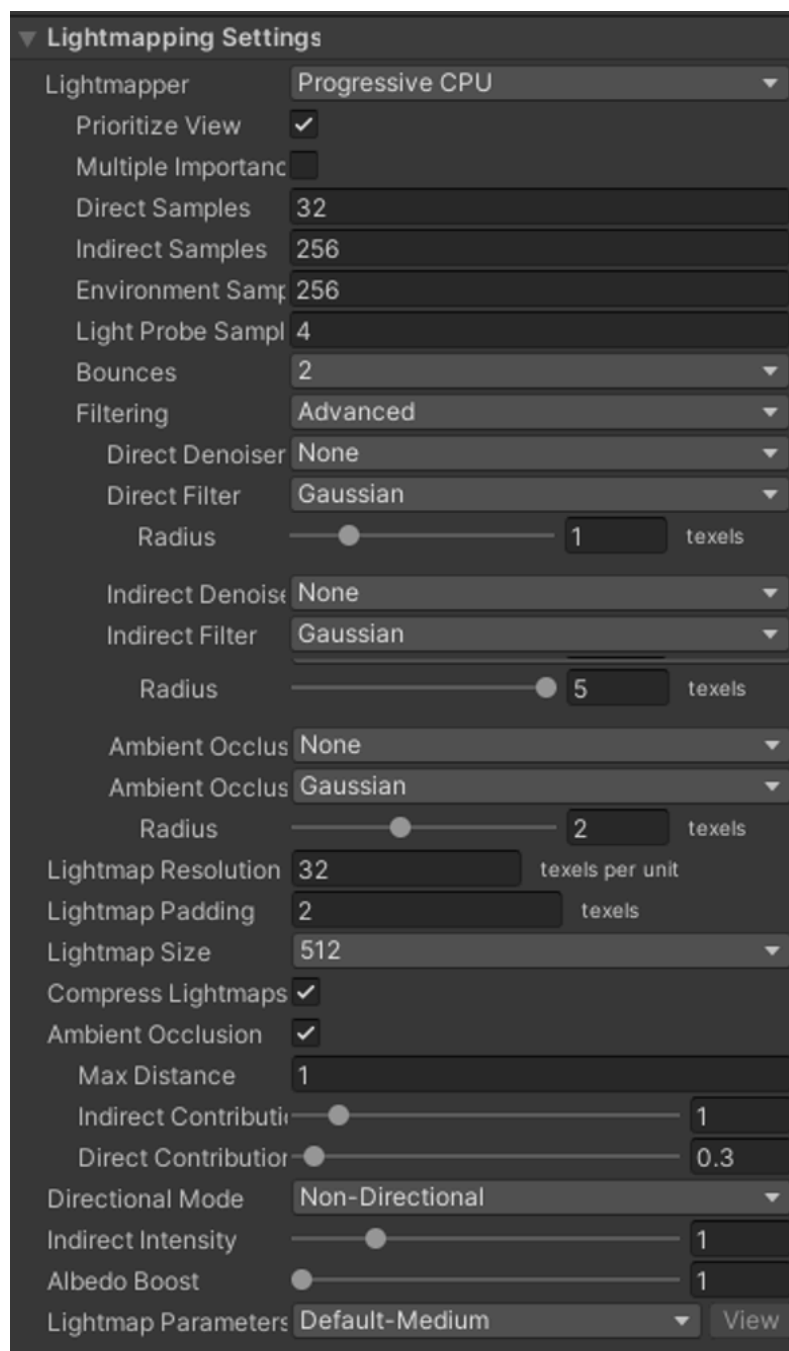 Lightmapping Settings
Lightmapper Progressive CPU
Prioritize View
Multiple Importanc
Direct Samples 32
Indirect Samples 256
Environment Samp 256
Light Probe Sampl 4
Bounces 2
Filtering Advanced
Direct Denoiser None
Direct Filter Gaussian
Radius 1 texels
Indirect Denoise None
Indirect Filter Gaussian
Radius 5 texels
Ambient Occlus None
Ambient Occlus Gaussian
Radius 2 texels
Lightmap Resolution 32 texels per unit
Lightmap Padding 2 texels
Lightmap Size 512
Compress Lightmaps
Ambient Occlusion
Max Distance 1
Indirect Contributi 1
Direct Contribution 0.3
Directional Mode Non-Directional
Indirect Intensity 1
Albedo Boost 1
Lightmap Parameters Default-Medium View